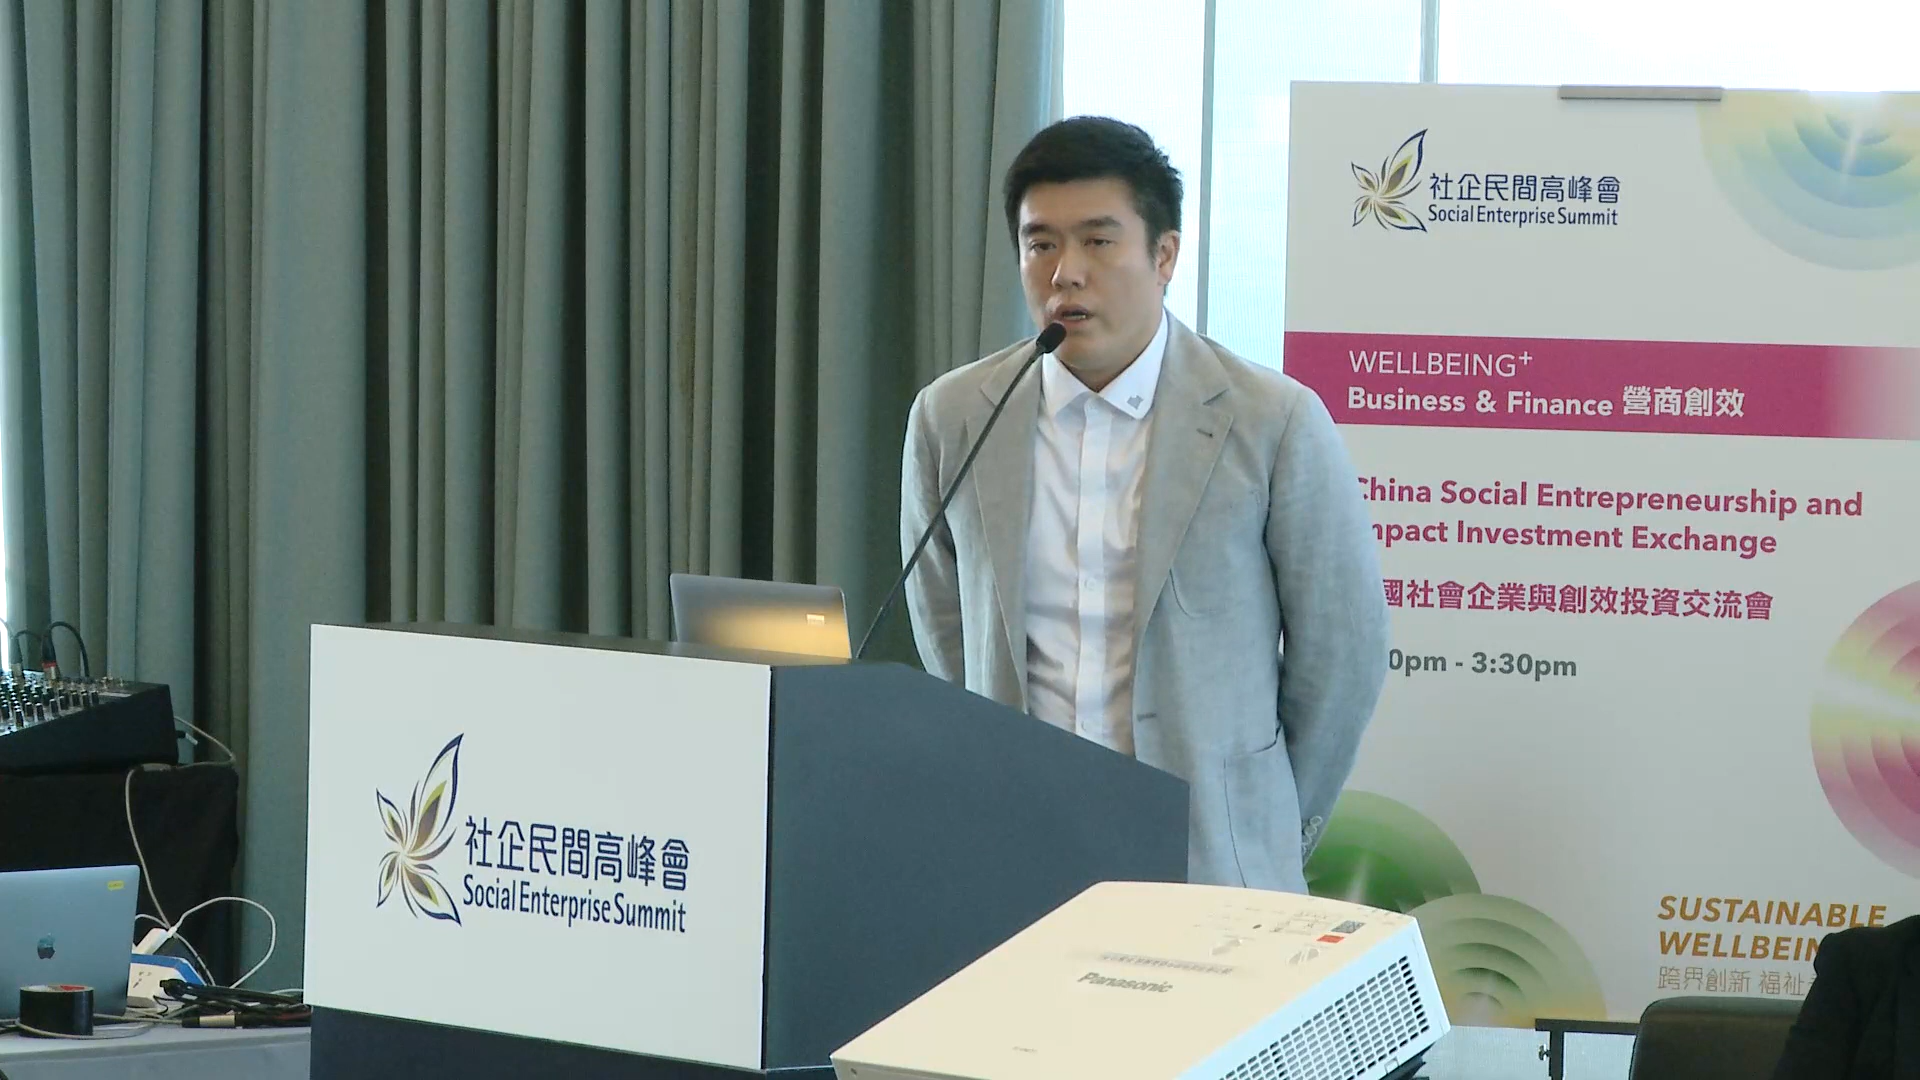 社企民間高峰會
Social Enterprise Summit
WELLBEING+
Business & Finance 營商創效
China Social Entrepreneurship and
Impact Investment Exchange
國社會企業與創效投資交流會
0pm - 3:30pm
SUSTAINABLE
WELLBEIN
跨界創新 福祉
社企民間高峰會
Social Enterprise Summit
Panasonic